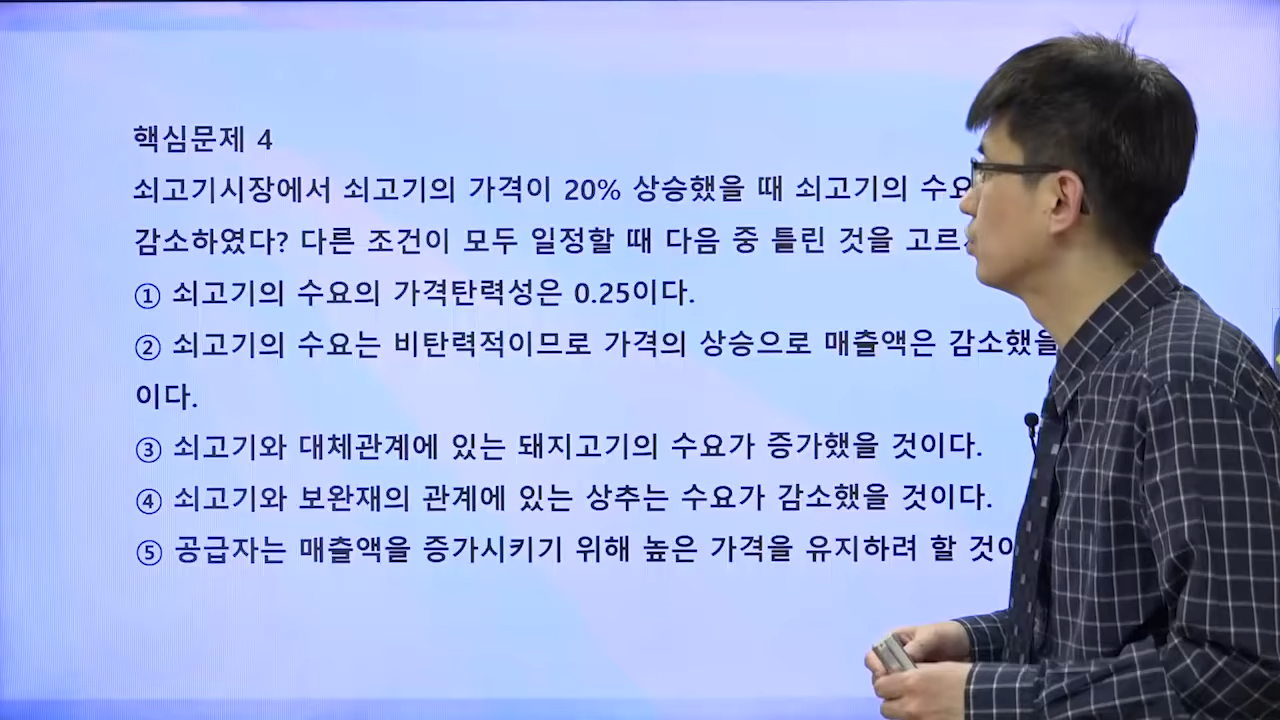 핵심문제 4
쇠고기시장에서 쇠고기의 가격이 20% 상승했을 때 쇠고기의
감소하였다? 다른 조건이 모두 일정할 때 다음 중 틀린 것을
① 쇠고기의 수요의 가격탄력성은 0.25이다.
② 쇠고기의 수요는 비탄력적이므로 가격의 상승으로 매출액은 감소했을
이다.
③ 쇠고기와 대체관계에 있는 돼지고기의 수요가 증가했을 것이다.
④ 쇠고기와 보완재의 관계에 있는 상추는 수요가 감소했을 것이다.
⑤ 공급자는 매출액을 증가시키기 위해 높은 가격을 유지하려 할